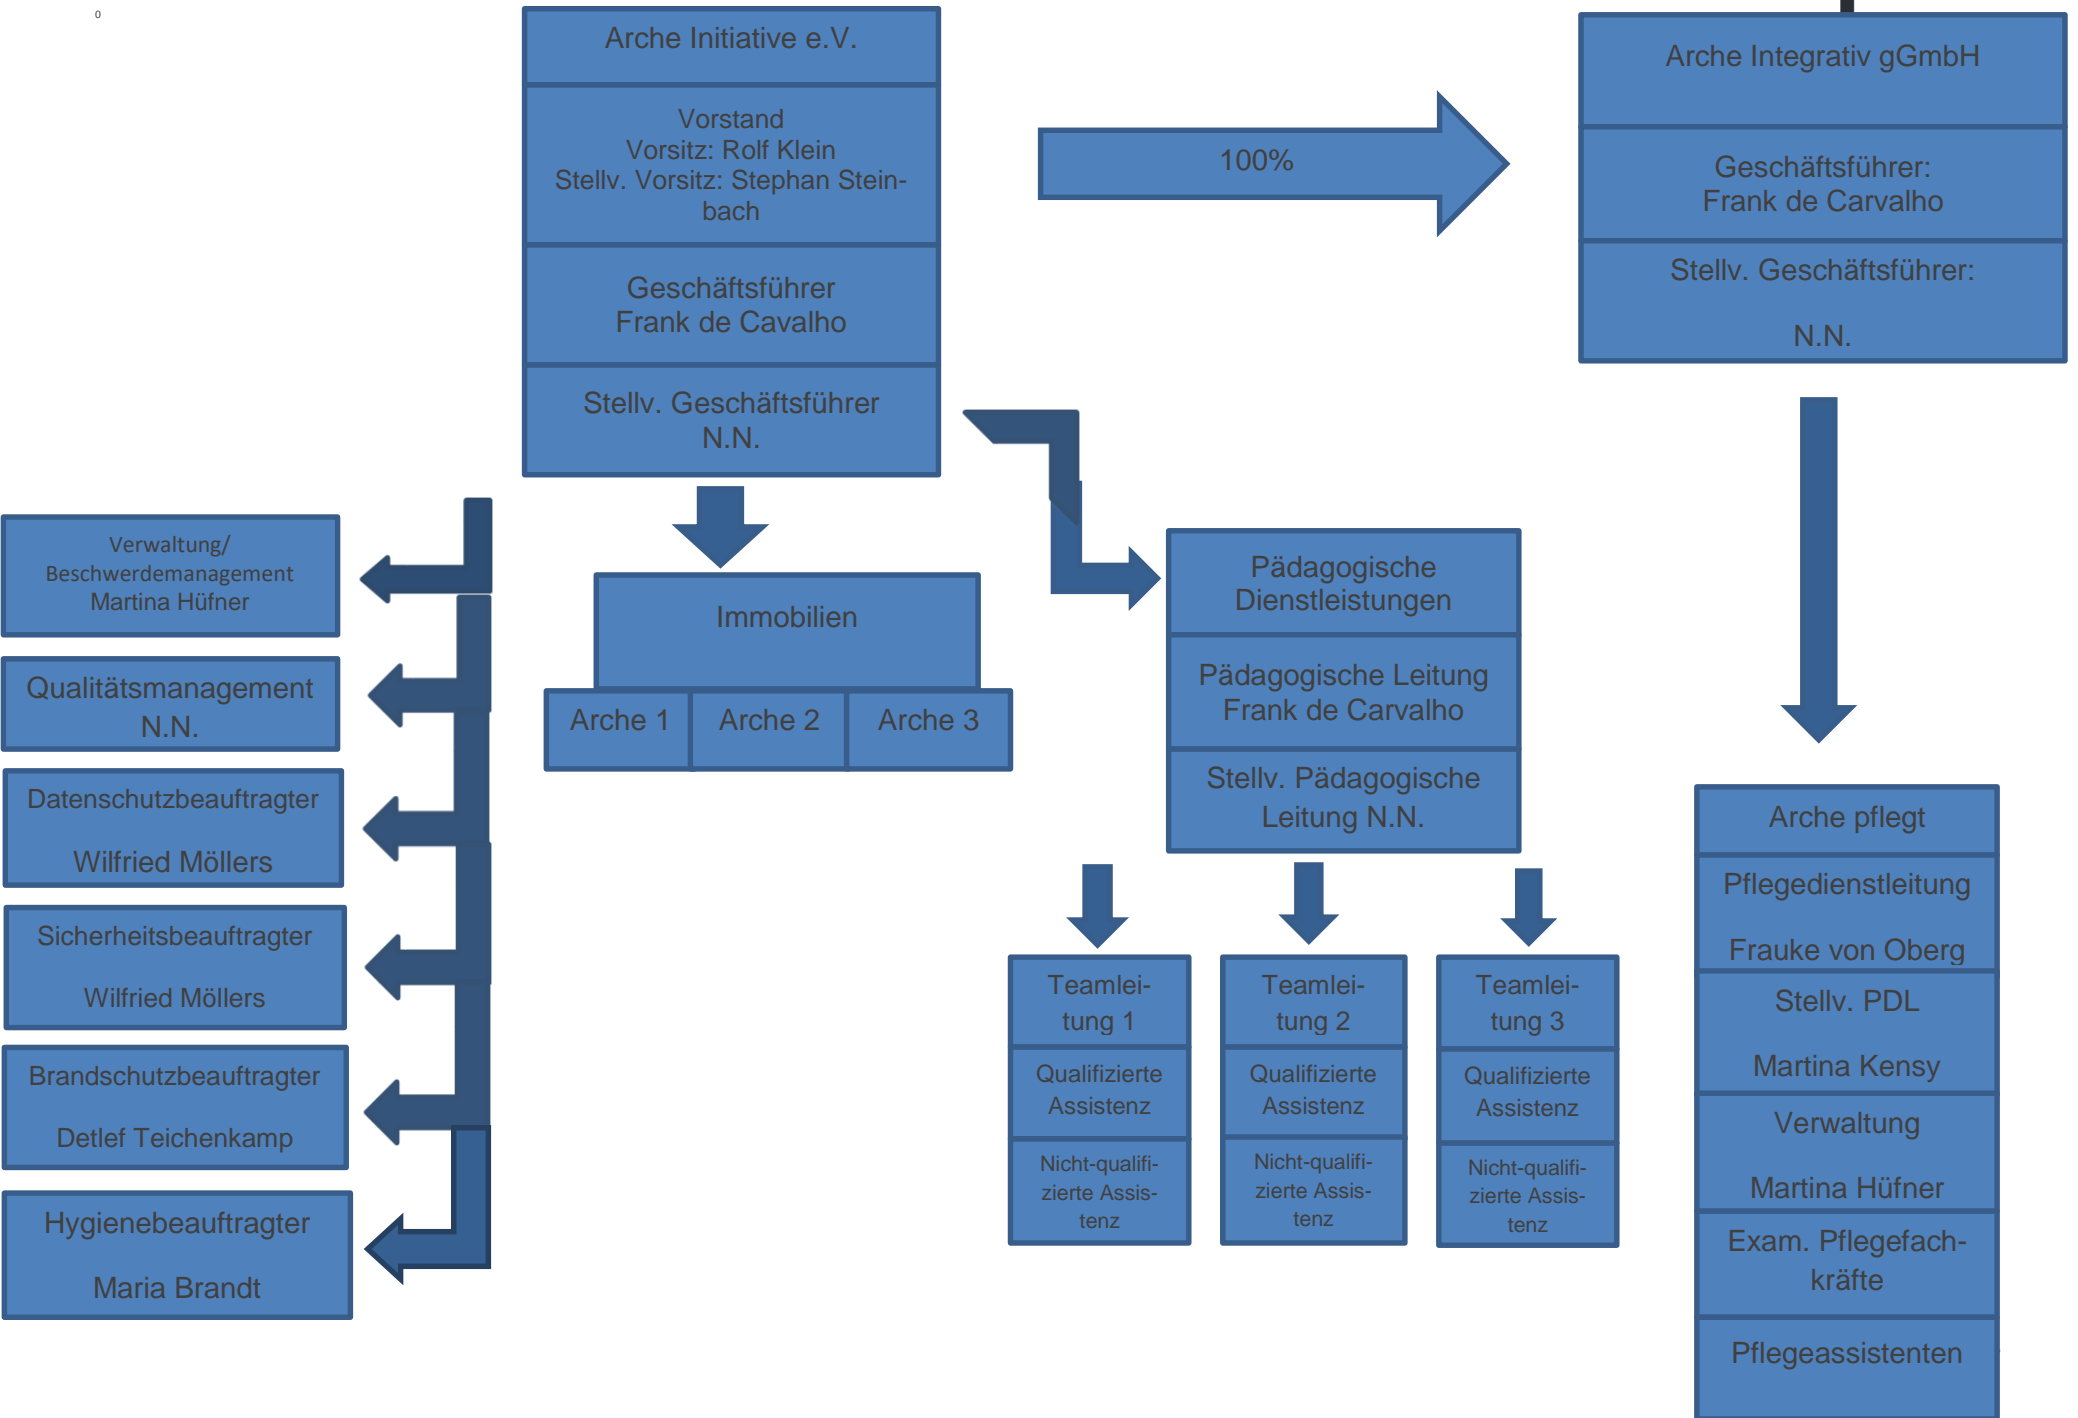 0
Arche Initiative e.V.
Vorstand
Vorsitz: Rolf Klein
Stellv. Vorsitz: Stephan Stein-
bach
Geschäftsführer
Frank de Cavalho
Stellv. Geschäftsführer
N.N.
100%
Arche Integrativ gGmbH
Geschäftsführer:
Frank de Carvalho
Stellv. Geschäftsführer:
N.N.
Verwaltung/
Beschwerdemanagement
Martina Hüfner
Qualitätsmanagement
N.N.
Datenschutzbeauftragter
Wilfried Möllers
Sicherheitsbeauftragter
Wilfried Möllers
Brandschutzbeauftragter
Detlef Teichenkamp
Hygienebeauftragter
Maria Brandt
Immobilien
Arche 1
Arche 2
Arche 3
Pädagogische
Dienstleistungen
Pädagogische Leitung
Frank de Carvalho
Stellv. Pädagogische
Leitung N.N.
Teamlei-
tung 1
Qualifizierte
Assistenz
Nicht-qualifi-
zierte Assis-
tenz
Teamlei-
tung 2
Qualifizierte
Assistenz
Nicht-qualifi-
zierte Assis-
tenz
Teamlei-
tung 3
Qualifizierte
Assistenz
Nicht-qualifi-
zierte Assis-
tenz
Arche pflegt
Pflegedienstleitung
Frauke von Oberg
Stellv. PDL
Martina Kensy
Verwaltung
Martina Hüfner
Exam. Pflegefach-
kräfte
Pflegeassistenten